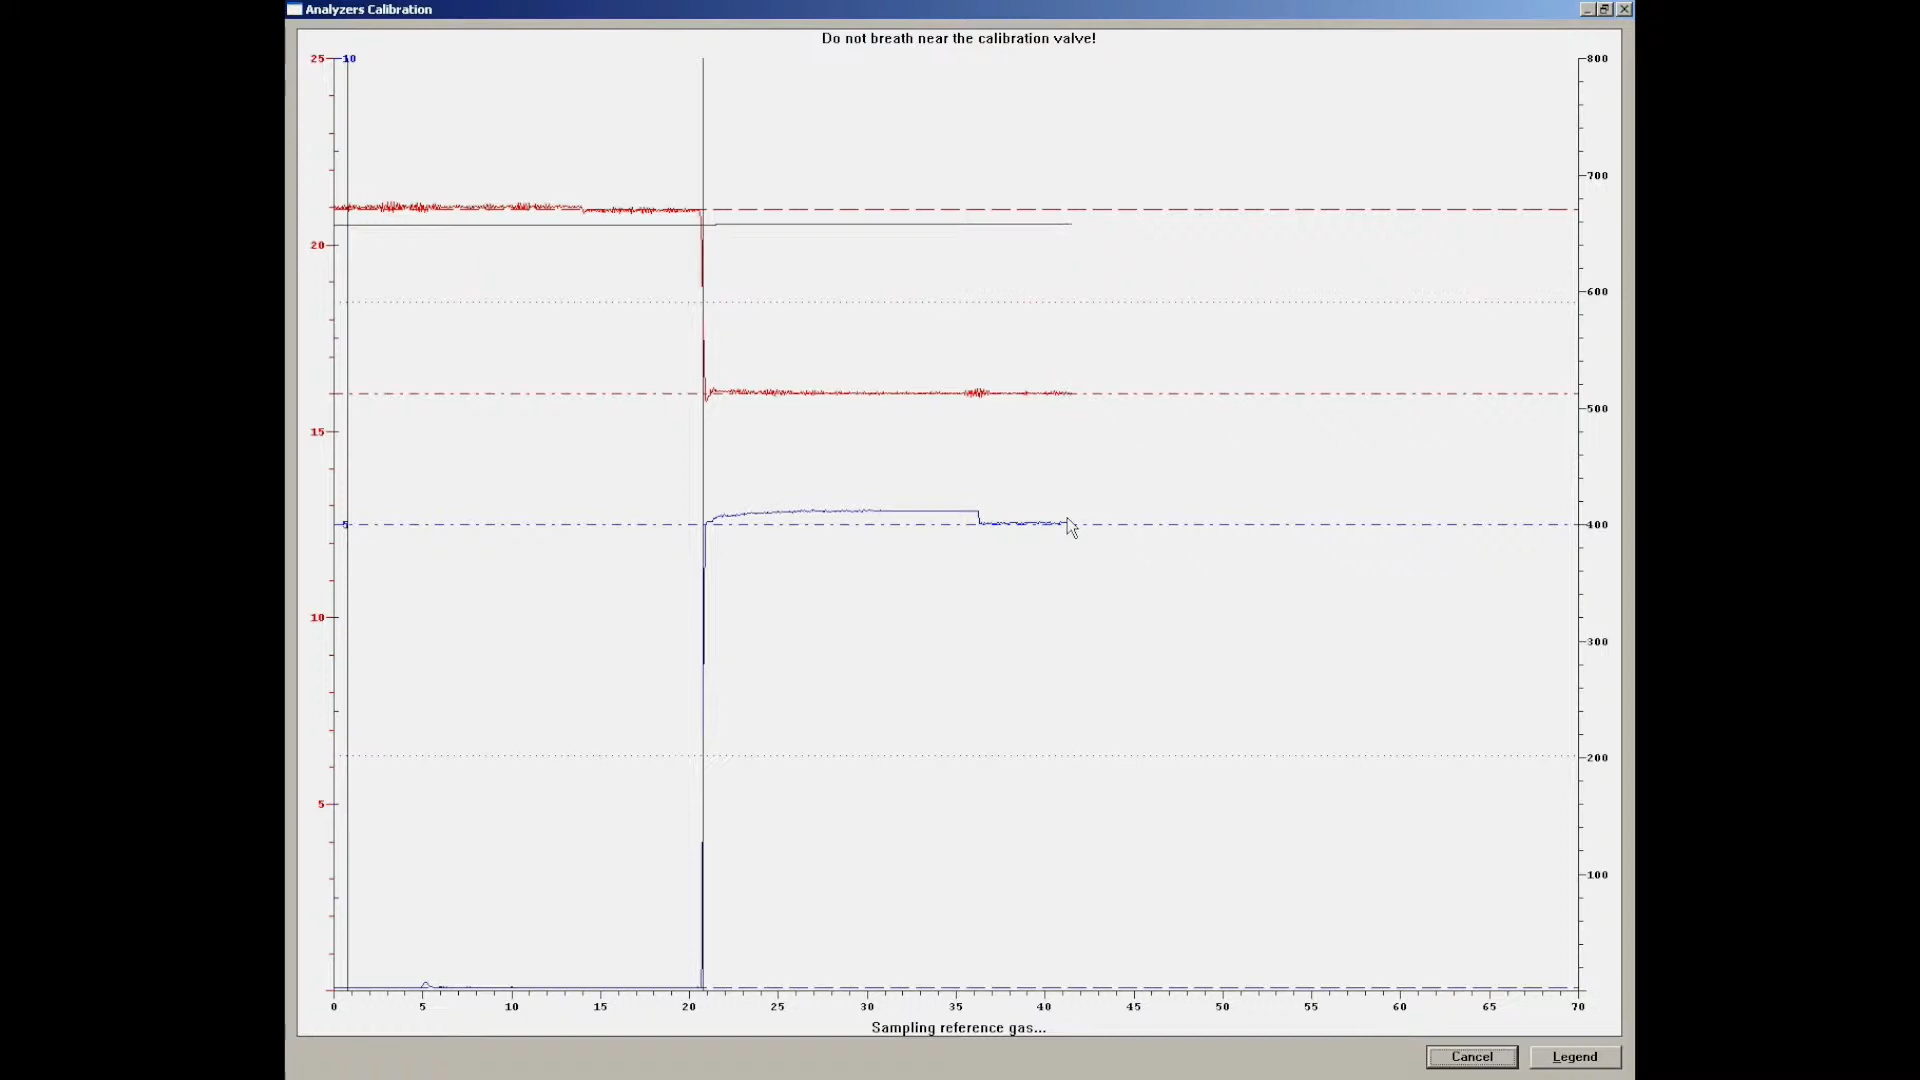 Analyzers Calibration
Do not breath near the calibration valve!
25 10 800
700
20
600
500
15
5 400
10
300
200
5
100
0 5 10 15 20 25 30 35 40 45 50 55 60 65 70
Sampling reference gas...
Cancel Legend